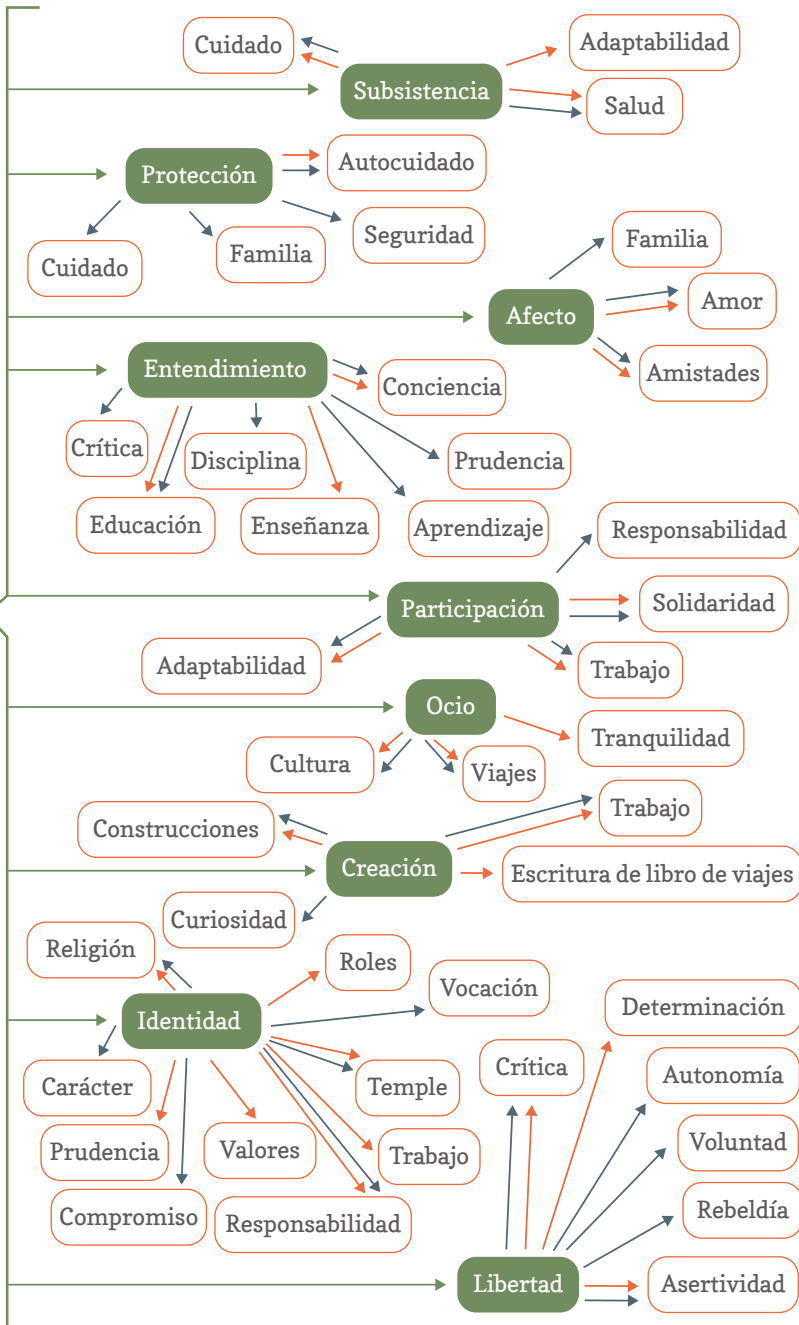 Cuidado
Adaptabilidad
Subsistencia
Salud
Protección
Autocuidado
Cuidado
Familia
Seguridad
Familia
Afecto
Amor
Amistades
Entendimiento
Conciencia
Crítica
Disciplina
Prudencia
Educación
Enseñanza
Aprendizaje
Responsabilidad
Participación
Solidaridad
Adaptabilidad
Trabajo
Ocio
Tranquilidad
Cultura
Viajes
Trabajo
Construcciones
Creación
Escritura de libro de viajes
Curiosidad
Religión
Roles
Vocación
Identidad
Determinación
Carácter
Temple
Crítica
Autonomía
Prudencia
Valores
Trabajo
Voluntad
Compromiso
Responsabilidad
Rebeldía
Libertad
Asertividad